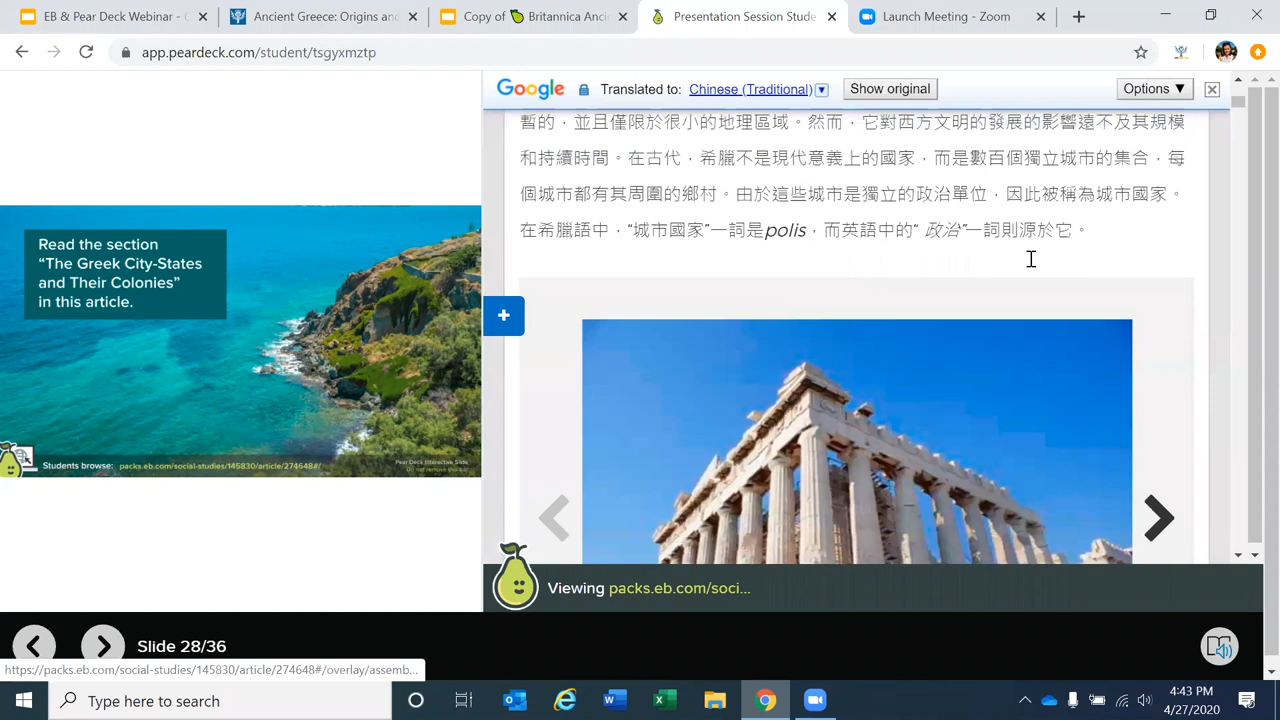 EB & Pear Deck Webinar - G
Ancient Greece: Origins and
Copy of Britannica Anci
Presentation Session Stude
Launch Meeting - Zoom
app.peardeck.com/student/tsgyxmztp
Google Translated to: Chinese (Traditional) Show original Options ▼
暫的，並且僅限於很小的地理區域。然而，它對西方文明的發展的影響遠不及其規模
和持續時間。在古代，希臘不是現代意義上的國家，而是數百個獨立城市的集合，每
個城市都有其周圍的鄉村。由於這些城市是獨立的政治單位，因此被稱為城市國家。
在希臘語中，“城市國家”一詞是polis，而英語中的“ 政治”一詞則源於它。
Read the section
“The Greek City-States
and Their Colonies”
in this article.
Students browse: packs.eb.com/social-studies/145830/article/274648#/
Pear Deck Interactive Slide
Do not remove this bar
Viewing packs.eb.com/soci...
Slide 28/36
https://packs.eb.com/social-studies/145830/article/274648#/overlay/assemb...
Type here to search
4:43 PM
4/27/2020